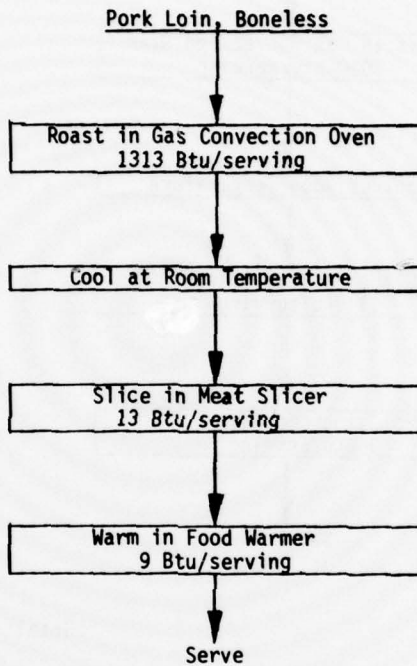 Pork Loin, Boneless
Roast in Gas Convection Oven
1313 Btu/serving
Cool at Room Temperature
Slice in Meat Slicer
13 Btu/serving
Warm in Food Warmer
9 Btu/serving
Serve